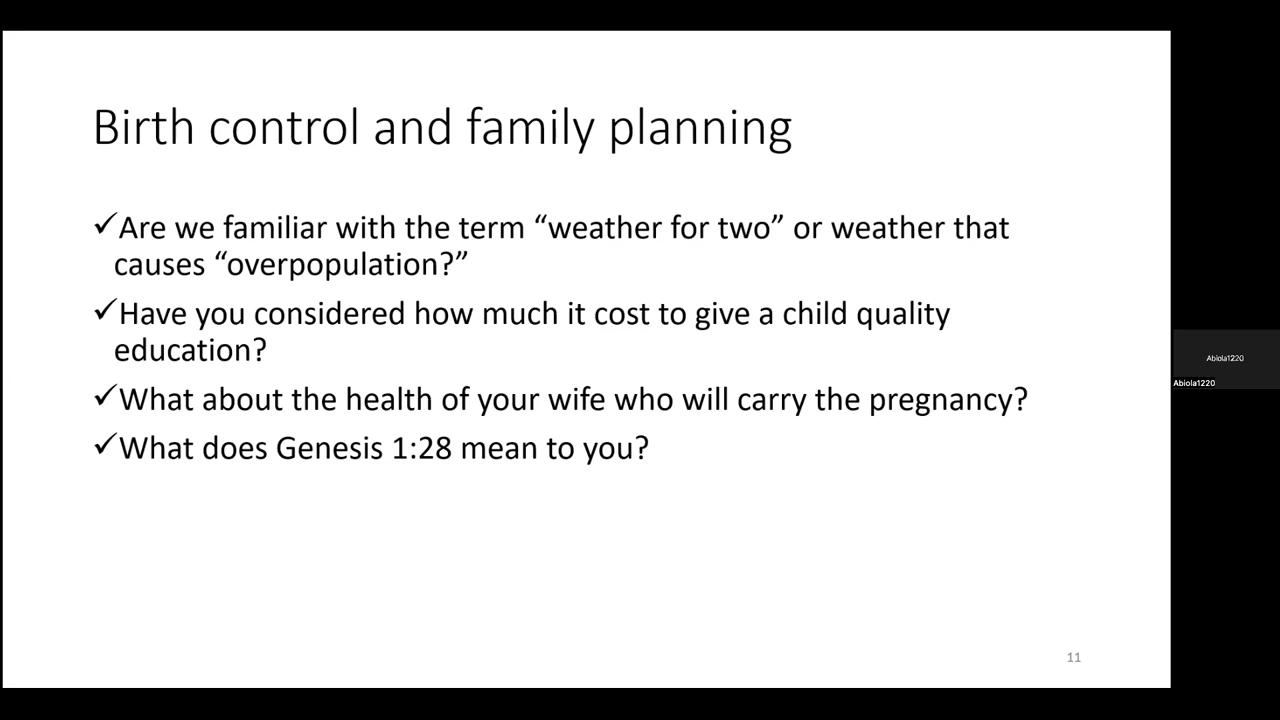 Birth control and family planning
✓Are we familiar with the term “weather for two” or weather that
causes “overpopulation?”
✓Have you considered how much it cost to give a child quality
education?
✓What about the health of your wife who will carry the pregnancy?
✓What does Genesis 1:28 mean to you?
Abiola1220
Abiola1220
11